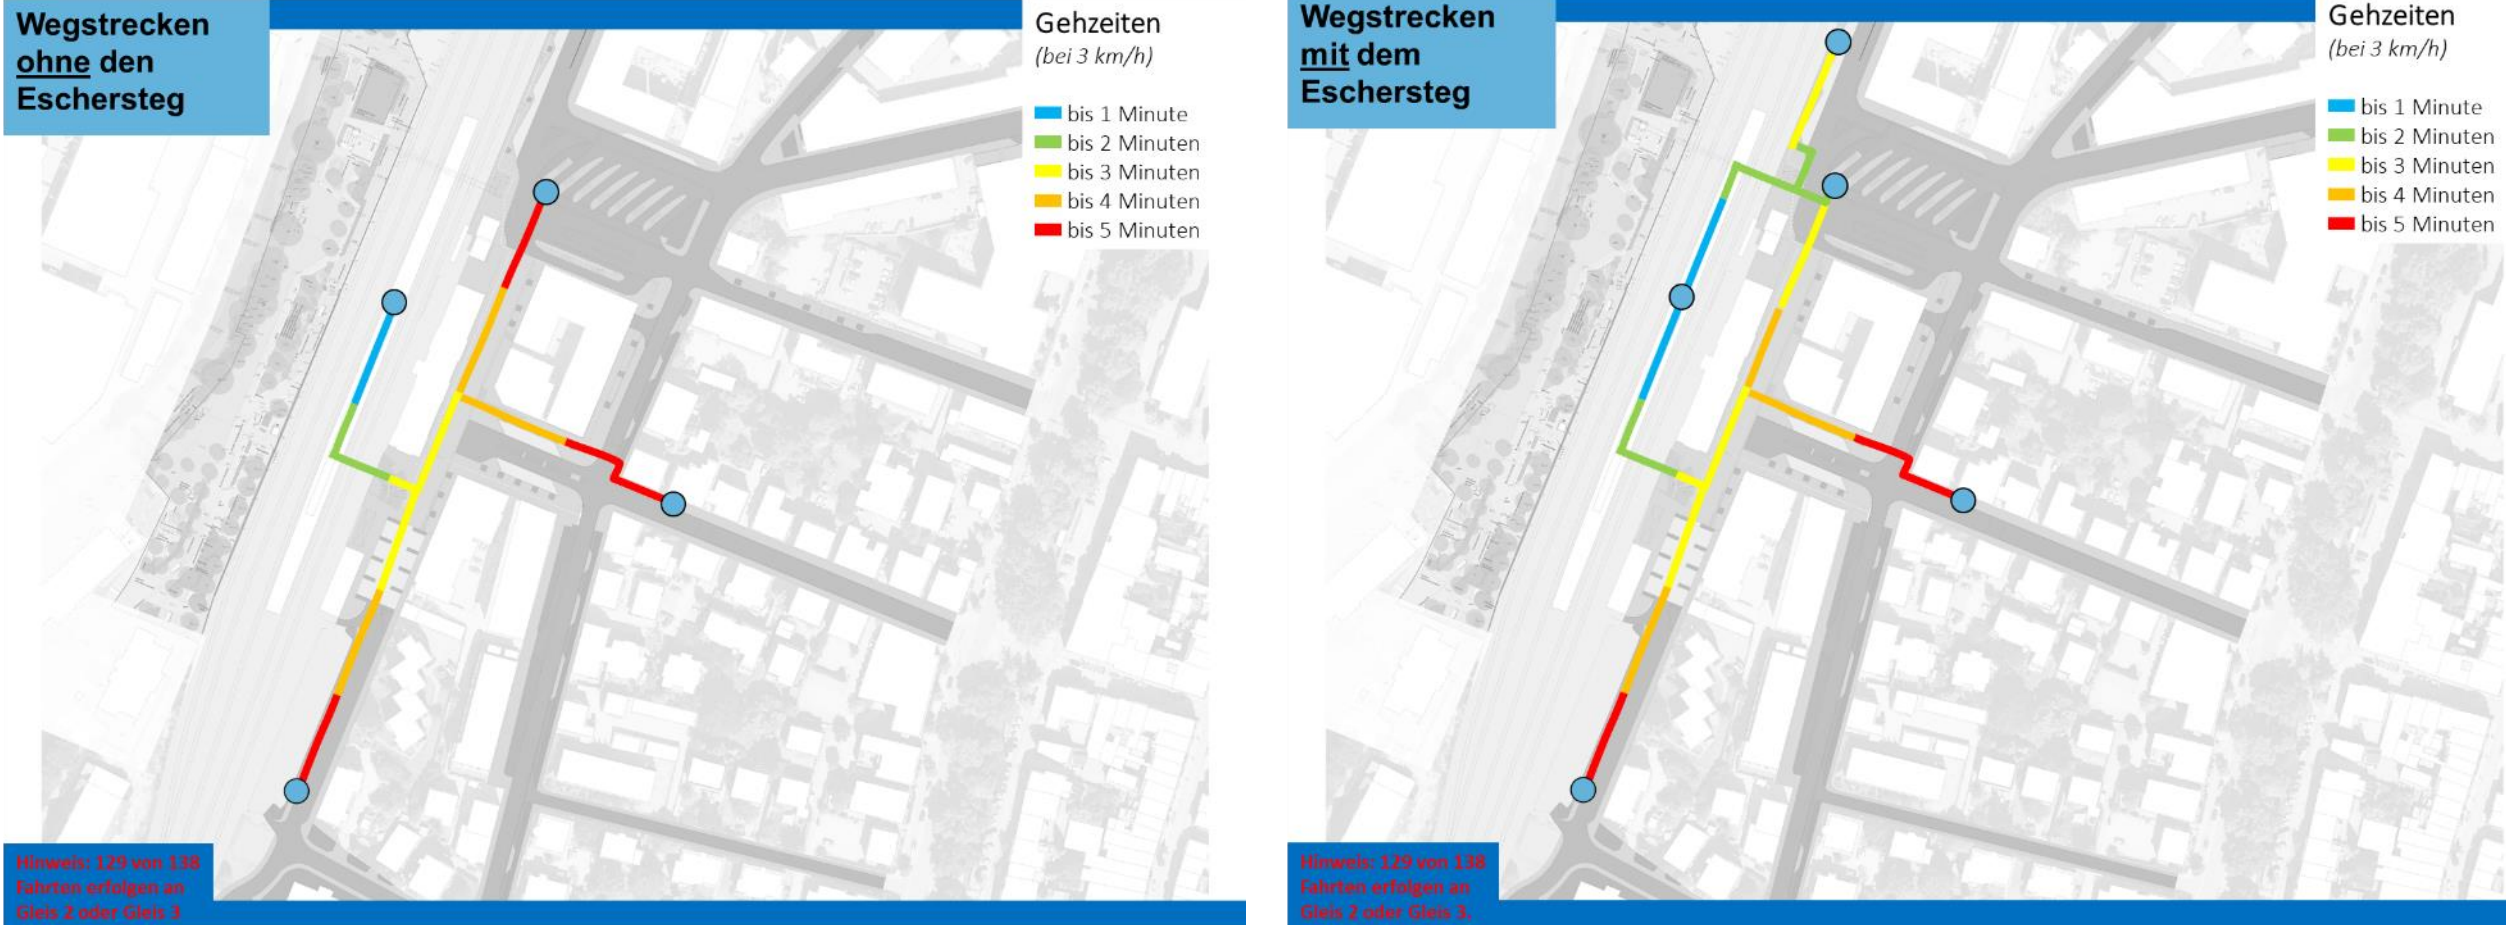 Wegstrecken
ohne den
Eschersteg
Gehzeiten
(bei 3 km/h)
bis 1 Minute
bis 2 Minuten
bis 3 Minuten
bis 4 Minuten
bis 5 Minuten
Hinweis: 129 von 138
Fahrten erfolgen an
Gleis 2 oder Gleis 3
Wegstrecken
mit dem
Eschersteg
Gehzeiten
(bei 3 km/h)
bis 1 Minute
bis 2 Minuten
bis 3 Minuten
bis 4 Minuten
bis 5 Minuten
Hinweis: 129 von 138
Fahrten erfolgen an
Gleis 2 oder Gleis 3.